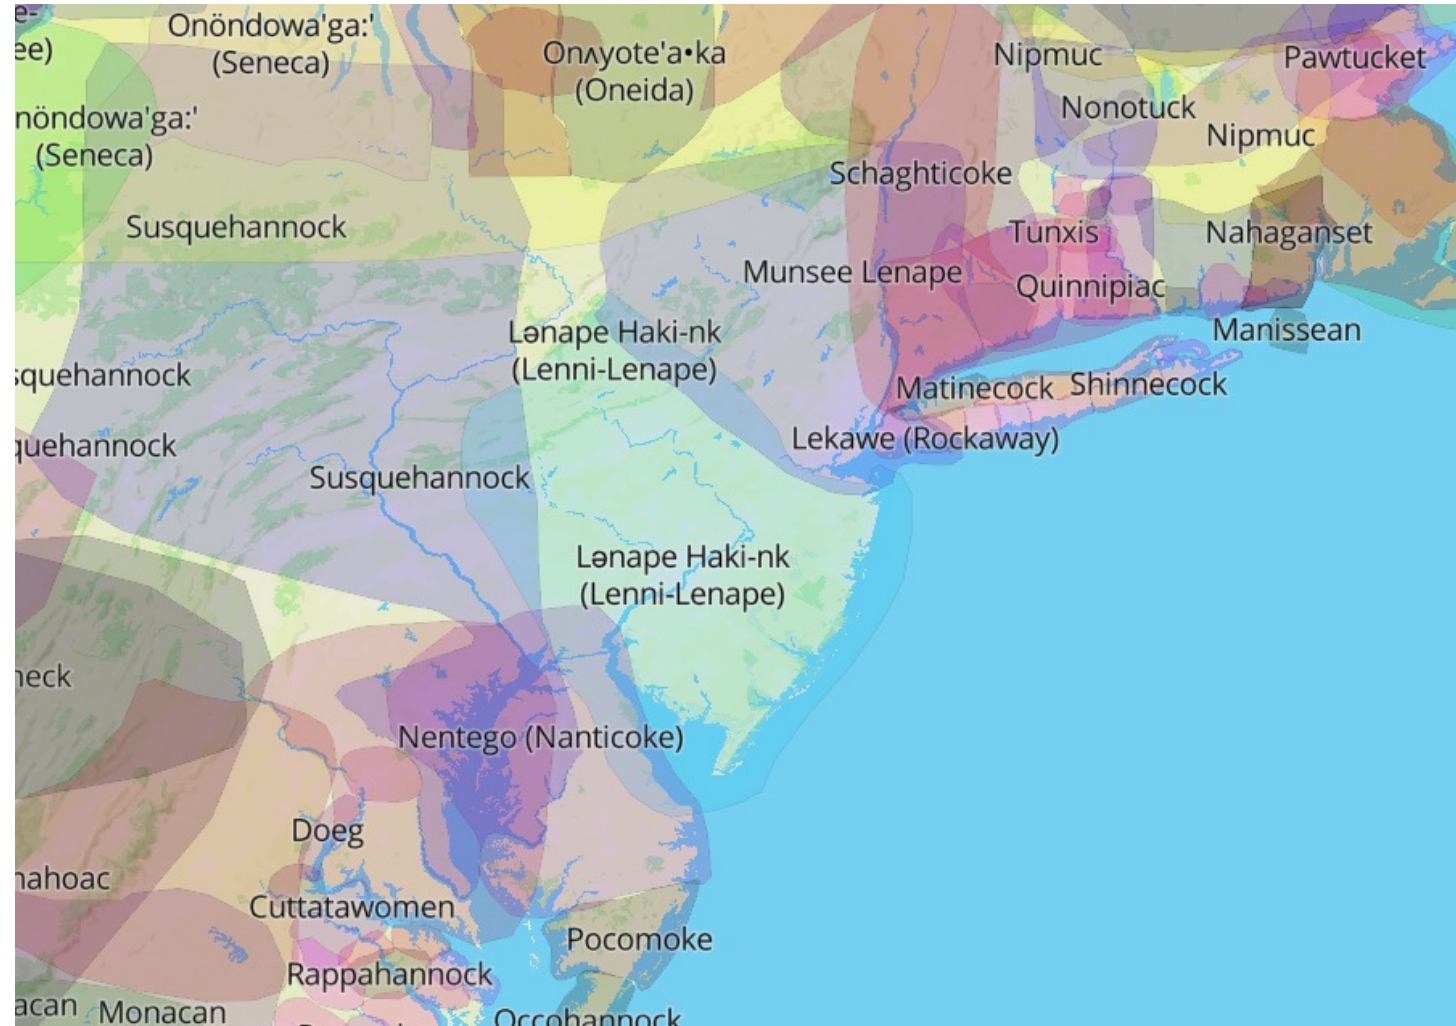 Onöndowa'ga:'
(Seneca)
Onʌyote'a•ka
(Oneida)
Nipmuc
Pawtucket
Nonotuck
Nipmuc
nöndowa'ga:'
(Seneca)
Schaghticoke
Susquehannock
Tunxis
Nahaganset
Munsee Lenape
Quinnipiac
Lənape Haki-nk
(Lenni-Lenape)
Manissean
squehannock
Matinecock
Shinnecock
quehannock
Lekawe (Rockaway)
Susquehannock
Lənape Haki-nk
(Lenni-Lenape)
neck
Nentego (Nanticoke)
Doeg
nahoac
Cuttatawomen
Pocomoke
Rappahannock
acan
Monacan
Occohannock